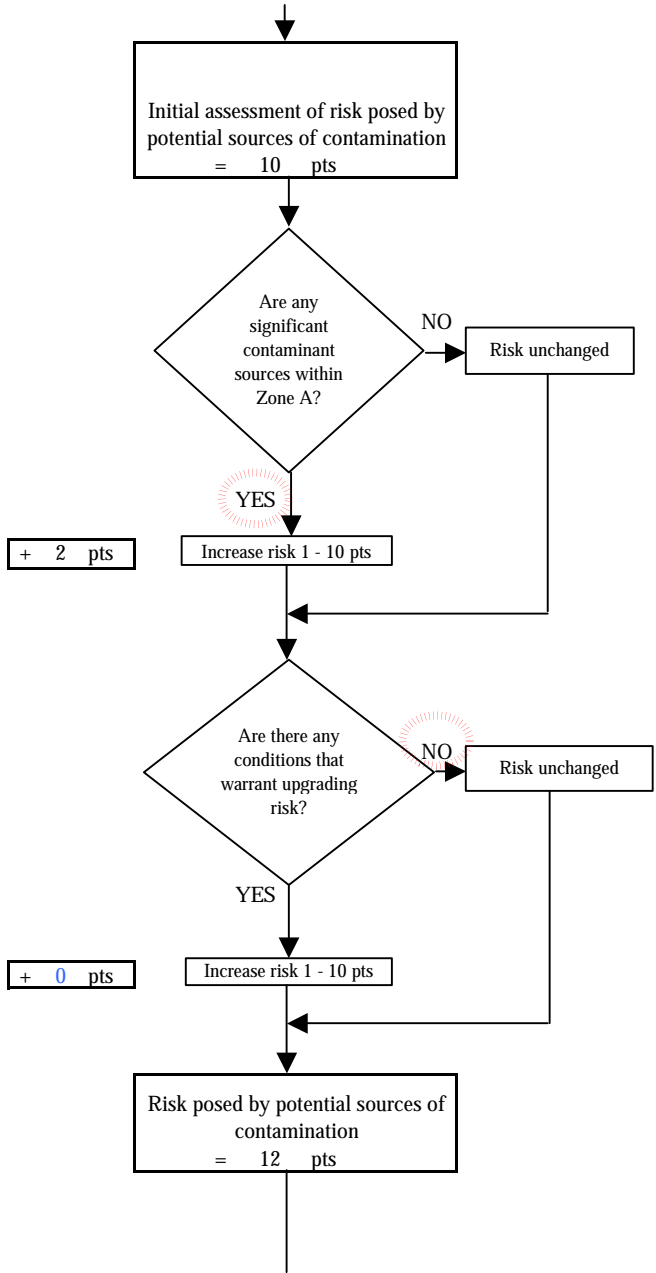 Initial assessment of risk posed by
potential sources of contamination
= 10 pts
Are any
significant
contaminant
sources within
Zone A?
NO
Risk unchanged
YES
+ 2 pts
Increase risk 1 - 10 pts
Are there any
conditions that
warrant upgrading
risk?
NO
Risk unchanged
YES
+ 0 pts
Increase risk 1 - 10 pts
Risk posed by potential sources of
contamination
= 12 pts